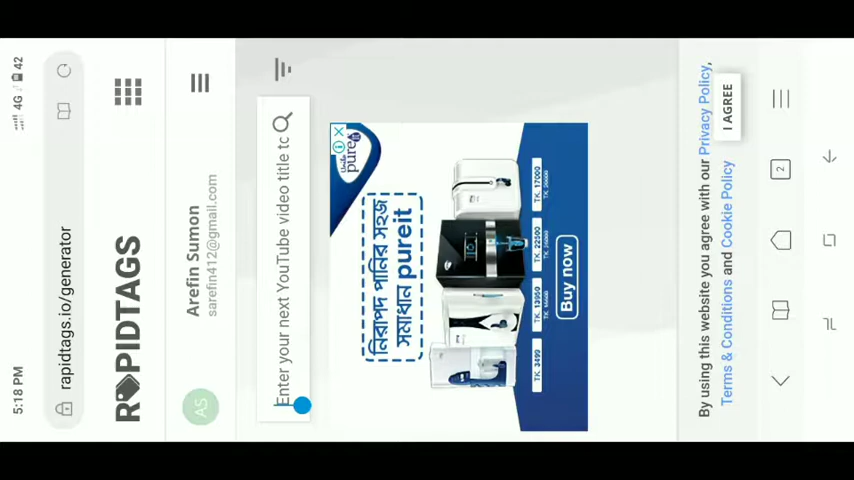 5:18 PM
4G
42
rapidtags.io/generator
RAPIDTAGS
Arefin Sumon
sarefin412@gmail.com
AS
Enter your next YouTube video title to
pureit
নিরাপদ পানির সহজ
সমাধান pureit
TK. 3499
TK. 13950
TK. 22500
TK. 17000
Buy now
By using this website you agree with our Privacy Policy,
Terms & Conditions and Cookie Policy
I AGREE
2